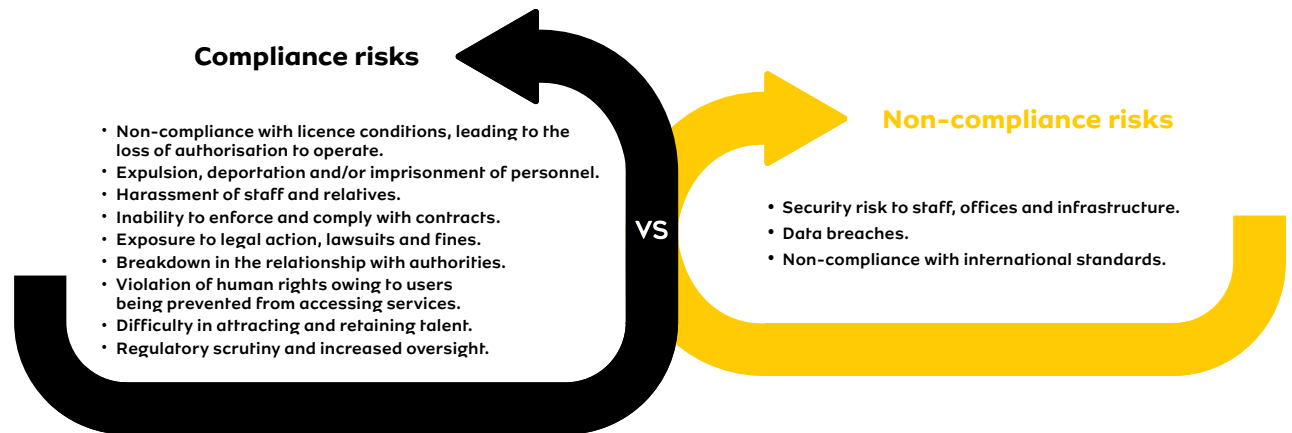 Compliance risks
• Non-compliance with licence conditions, leading to the
loss of authorisation to operate.
• Expulsion, deportation and/or imprisonment of personnel.
• Harassment of staff and relatives.
• Inability to enforce and comply with contracts.
• Exposure to legal action, lawsuits and fines.
• Breakdown in the relationship with authorities.
• Violation of human rights owing to users
being prevented from accessing services.
• Difficulty in attracting and retaining talent.
• Regulatory scrutiny and increased oversight.
VS
Non-compliance risks
• Security risk to staff, offices and infrastructure.
• Data breaches.
• Non-compliance with international standards.